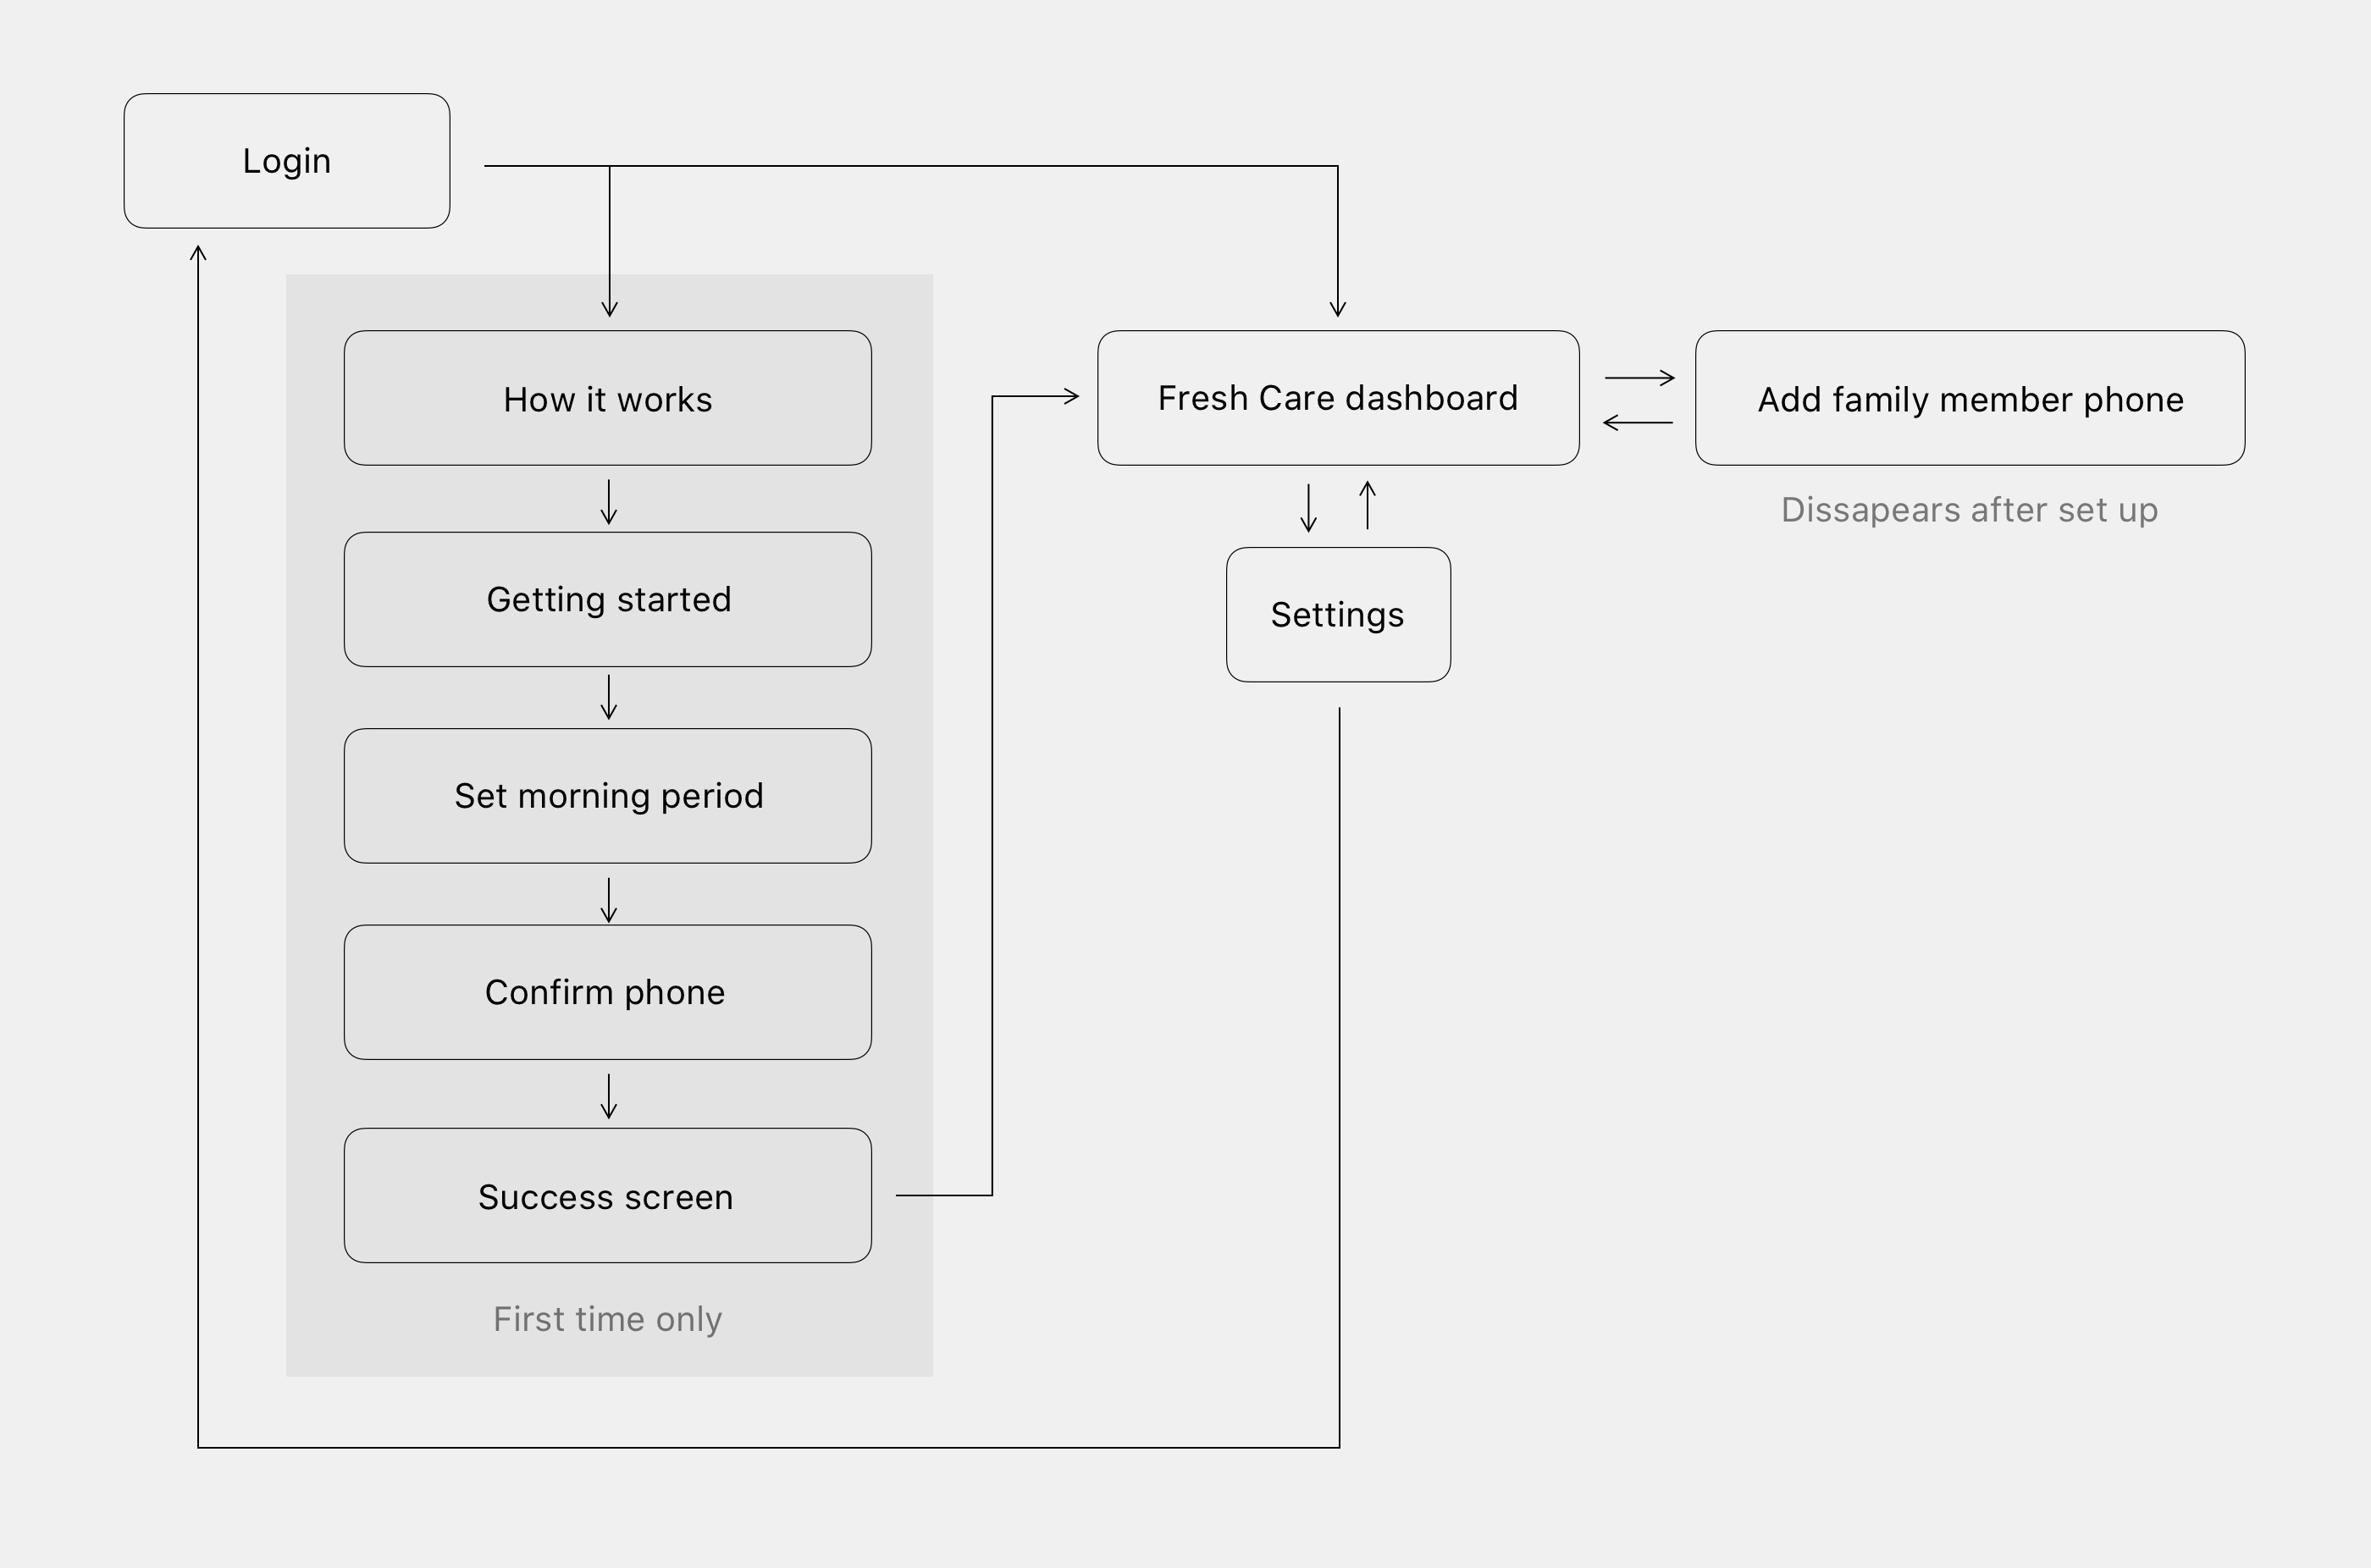 Login
How it works
Getting started
Set morning period
Confirm phone
Success screen
First time only
Fresh Care dashboard
Settings
Add family member phone
Dissapears after set up